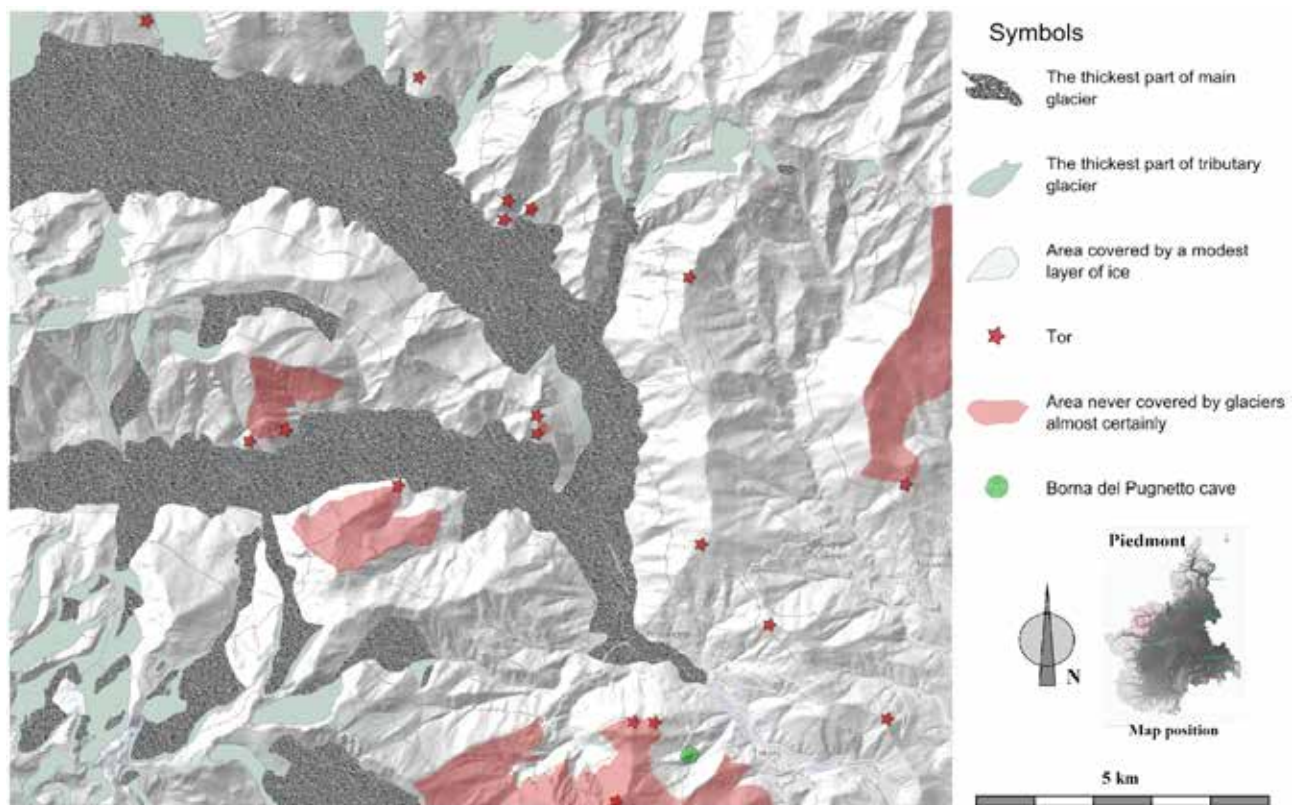 Symbols
The thickest part of main
glacier
The thickest part of tributary
glacier
Area covered by a modest
layer of ice
Tor
Area never covered by glaciers
almost certainly
Borna del Pugnetto cave
Piedmont
N
Map position
5 km